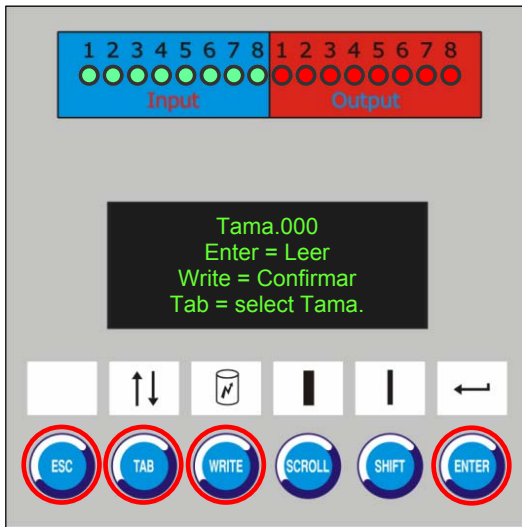 1 2 3 4 5 6 7 8 1 2 3 4 5 6 7 8
Input Output
Tama.000
Enter = Leer
Write = Confirmar
Tab = select Tama.
ESC TAB WRITE SCROLL SHIFT ENTER